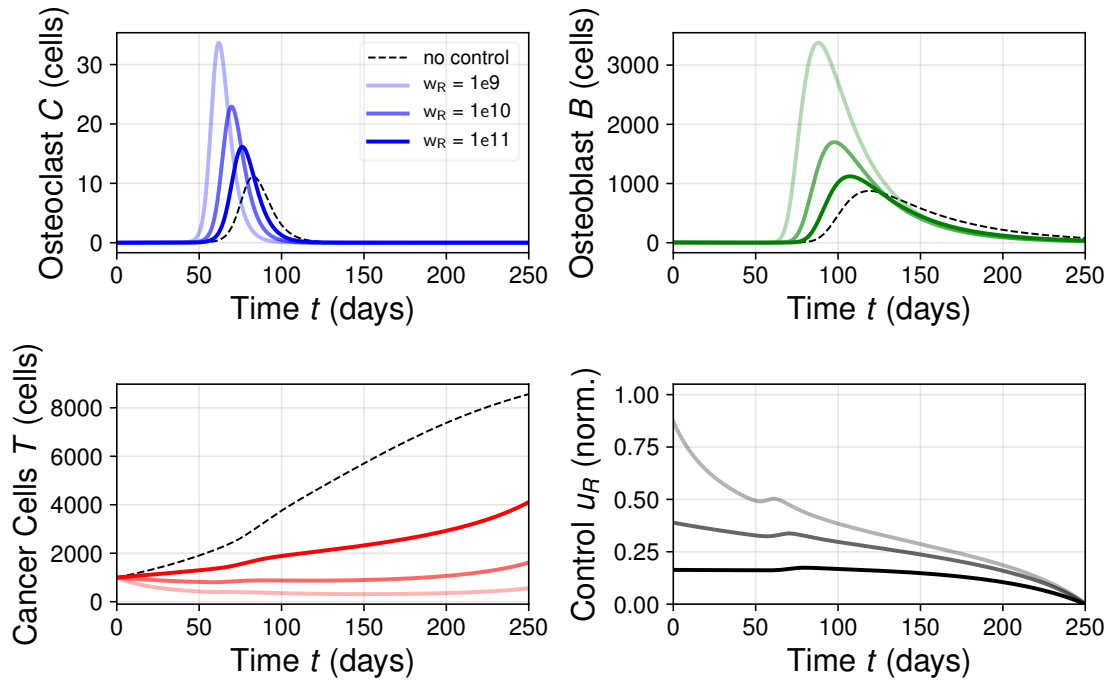 Osteoclast C (cells)
30
20
10
0
no control
w_R = 1e9
w_R = 1e10
w_R = 1e11
0 50 100 150 200 250
Time t (days)
Osteoblast B (cells)
3000
2000
1000
0
0 50 100 150 200 250
Time t (days)
Cancer Cells T (cells)
8000
6000
4000
2000
0
0 50 100 150 200 250
Time t (days)
Control u_R (norm.)
1.00
0.75
0.50
0.25
0.00
0 50 100 150 200 250
Time t (days)